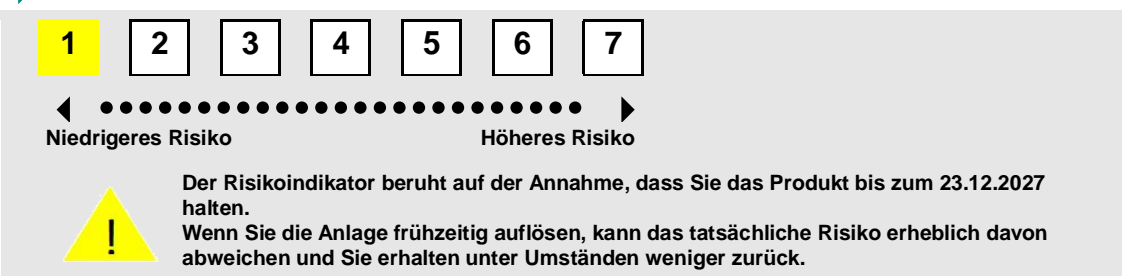 1 2 3 4 5 6 7
Niedrigeres Risiko Höheres Risiko
Der Risikoindikator beruht auf der Annahme, dass Sie das Produkt bis zum 23.12.2027
halten.
Wenn Sie die Anlage frühzeitig auflösen, kann das tatsächliche Risiko erheblich davon
abweichen und Sie erhalten unter Umständen weniger zurück.
!